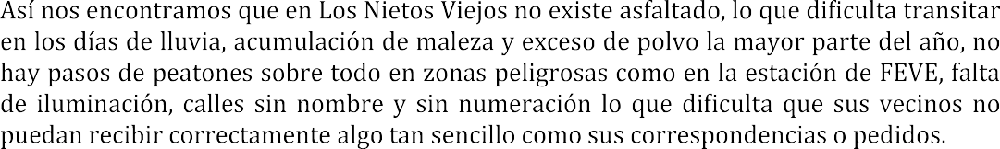 Así nos encontramos que en Los Nietos Viejos no existe asfaltado, lo que dificulta transitar
en los días de lluvia, acumulación de maleza y exceso de polvo la mayor parte del año, no
hay pasos de peatones sobre todo en zonas peligrosas como en la estación de FEVE, falta
de iluminación, calles sin nombre y sin numeración lo que dificulta que sus vecinos no
puedan recibir correctamente algo tan sencillo como sus correspondencias o pedidos.